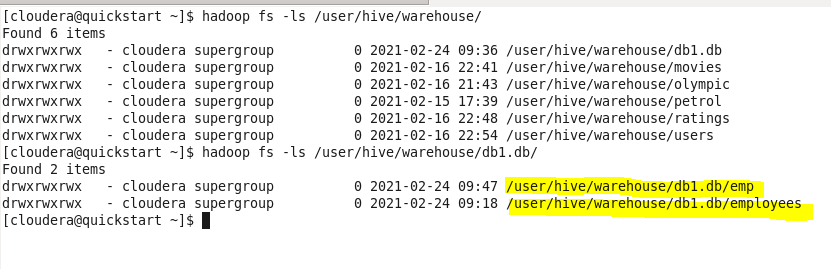 [cloudera@quickstart ~]$ hadoop fs -ls /user/hive/warehouse/
Found 6 items
drwxrwxrwx   - cloudera supergroup          0 2021-02-24 09:36 /user/hive/warehouse/db1.db
drwxrwxrwx   - cloudera supergroup          0 2021-02-16 22:41 /user/hive/warehouse/movies
drwxrwxrwx   - cloudera supergroup          0 2021-02-16 21:43 /user/hive/warehouse/olympic
drwxrwxrwx   - cloudera supergroup          0 2021-02-15 17:39 /user/hive/warehouse/petrol
drwxrwxrwx   - cloudera supergroup          0 2021-02-16 22:48 /user/hive/warehouse/ratings
drwxrwxrwx   - cloudera supergroup          0 2021-02-16 22:54 /user/hive/warehouse/users
[cloudera@quickstart ~]$ hadoop fs -ls /user/hive/warehouse/db1.db/
Found 2 items
drwxrwxrwx   - cloudera supergroup          0 2021-02-24 09:47 /user/hive/warehouse/db1.db/emp
drwxrwxrwx   - cloudera supergroup          0 2021-02-24 09:18 /user/hive/warehouse/db1.db/employees
[cloudera@quickstart ~]$